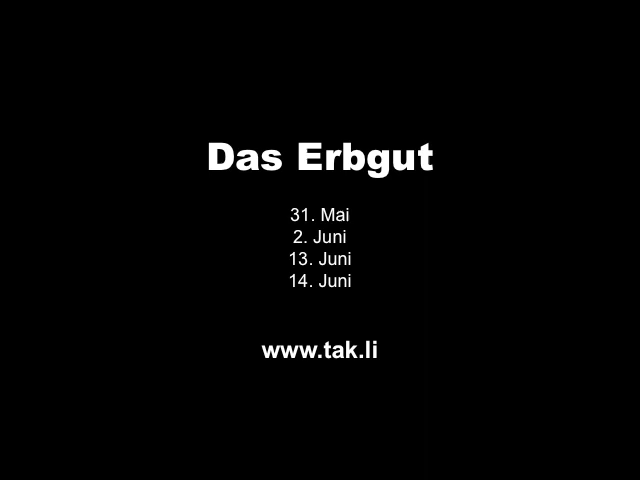 Das Erbgut
31. Mai
2. Juni
13. Juni
14. Juni
www.tak.li